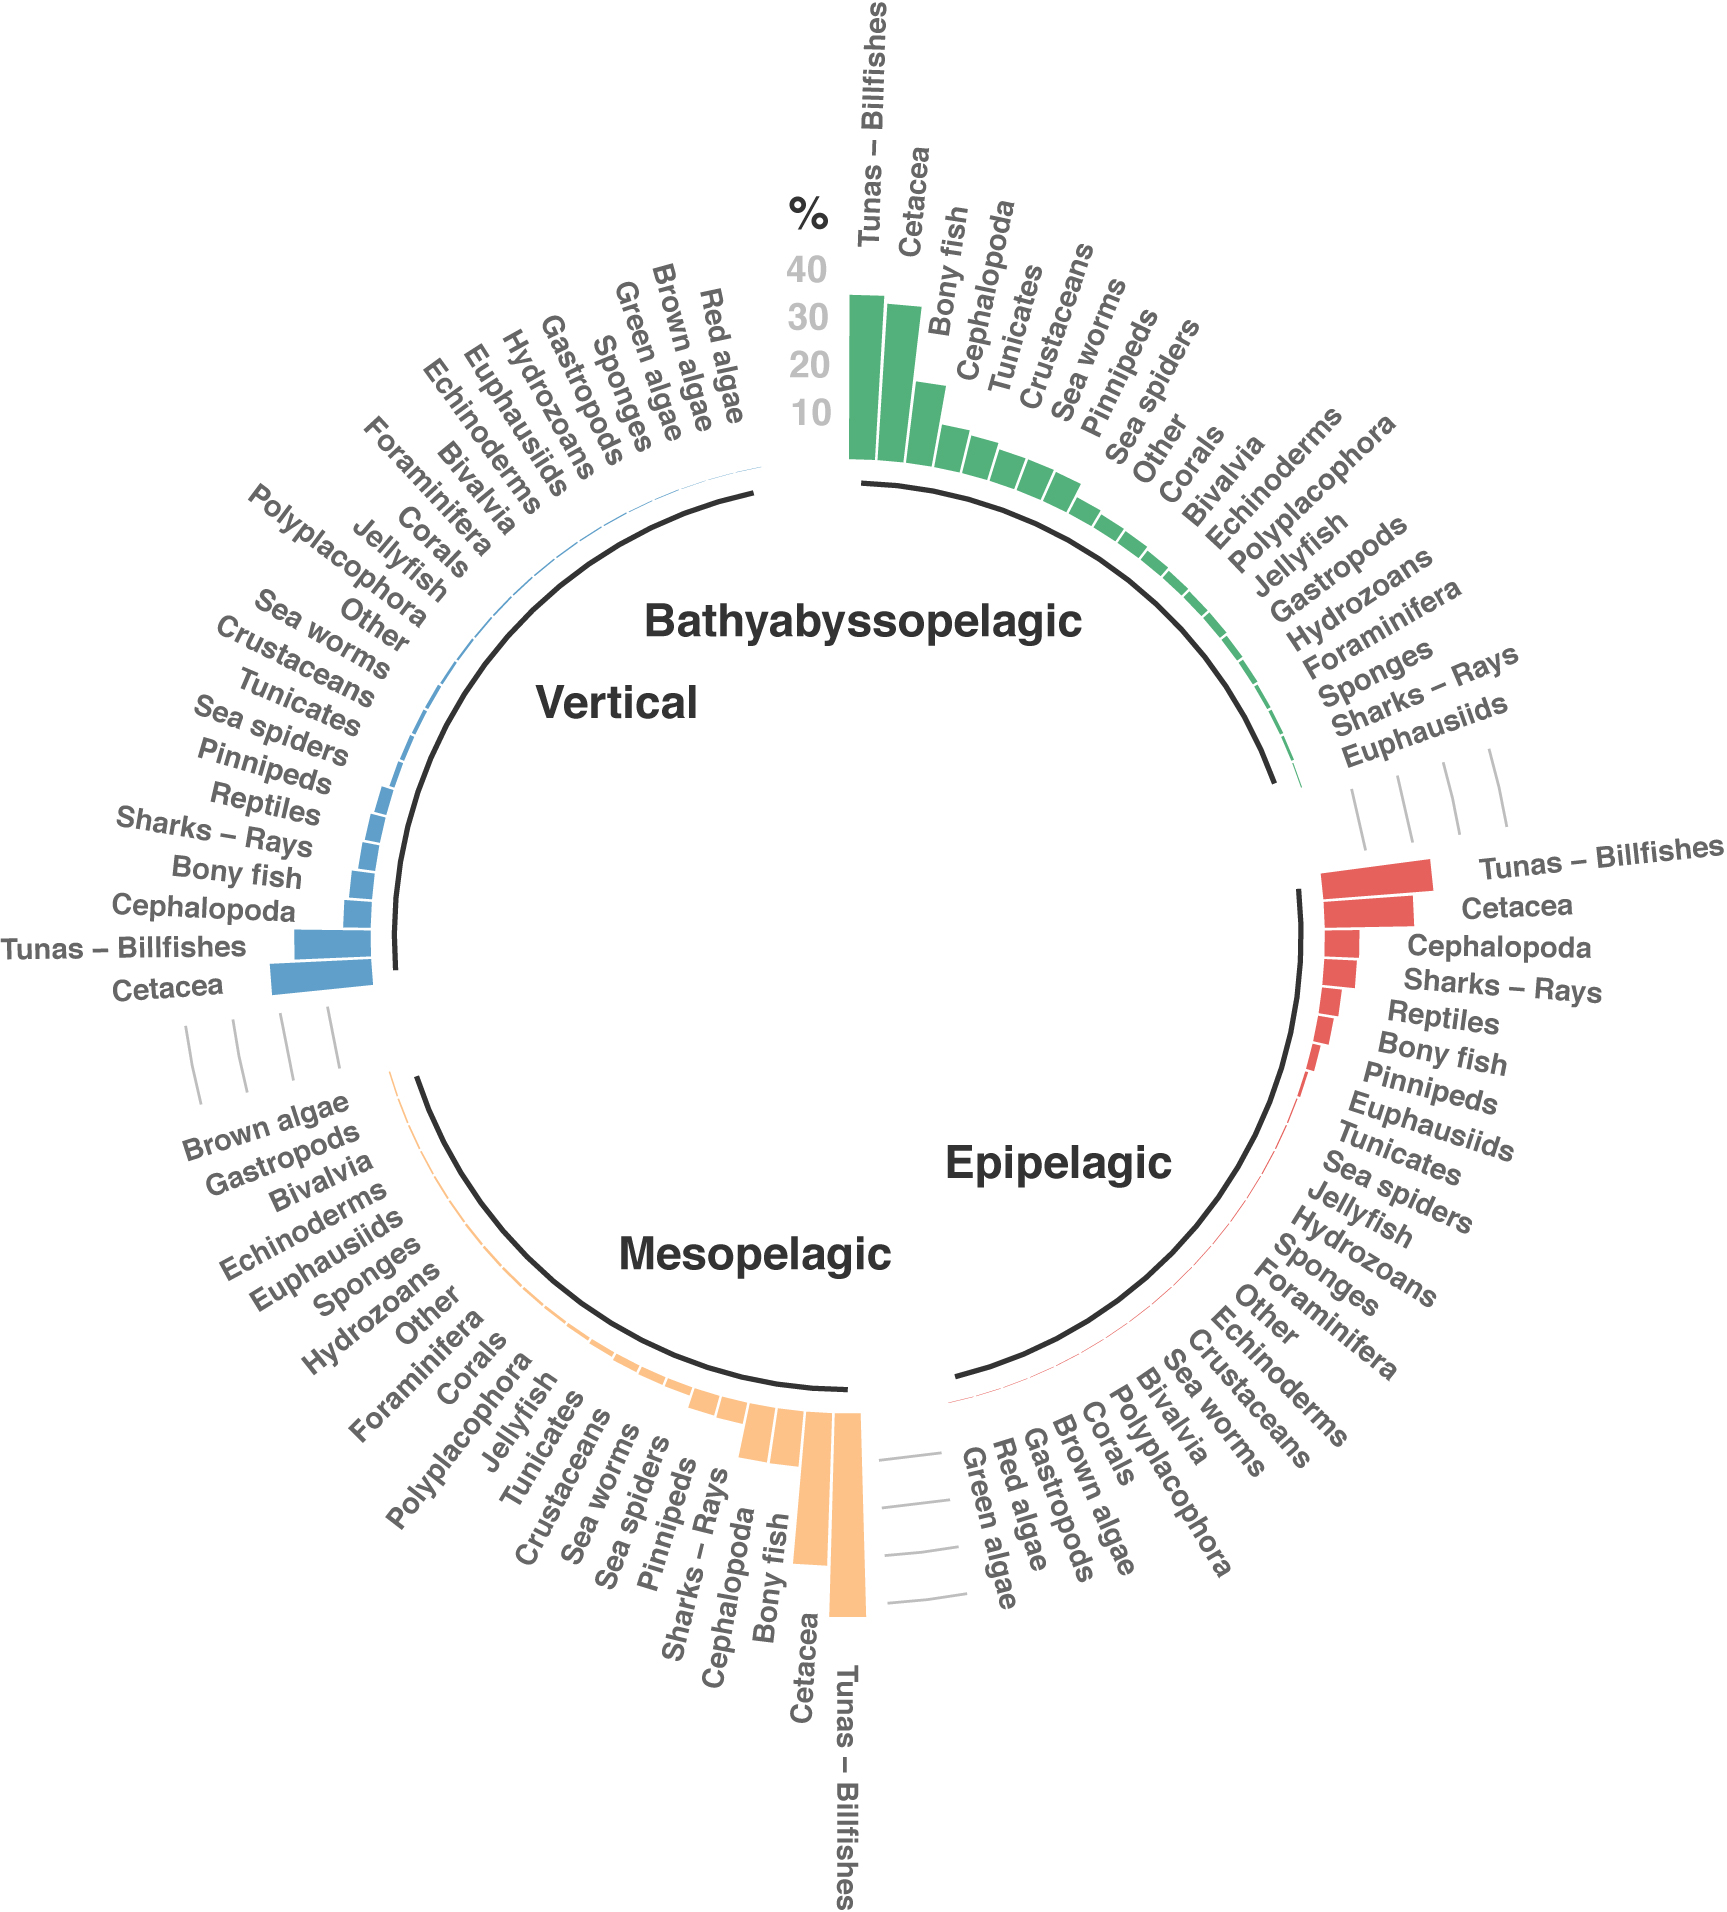 %
40
30
20
10
Tunas – Billfishes
Cetacea
Bony fish
Cephalopoda
Tunicates
Crustaceans
Sea worms
Pinnipeds
Sea spiders
Other
Corals
Bivalvia
Echinoderms
Polyplacophora
Jellyfish
Gastropods
Hydrozoans
Foraminifera
Sponges
Sharks – Rays
Euphausiids
Tunas – Billfishes
Cetacea
Cephalopoda
Sharks – Rays
Reptiles
Bony fish
Pinnipeds
Euphausiids
Tunicates
Sea spiders
Jellyfish
Hydrozoans
Sponges
Foraminifera
Other
Echinoderms
Crustaceans
Sea worms
Bivalvia
Polyplacophora
Corals
Brown algae
Gastropods
Red algae
Green algae
Tunas – Billfishes
Cetacea
Bony fish
Cephalopoda
Sharks – Rays
Pinnipeds
Sea spiders
Sea worms
Crustaceans
Tunicates
Jellyfish
Polyplacophora
Corals
Foraminifera
Other
Hydrozoans
Sponges
Euphausiids
Echinoderms
Bivalvia
Gastropods
Brown algae
Cetacea
Tunas – Billfishes
Cephalopoda
Bony fish
Sharks – Rays
Reptiles
Pinnipeds
Sea spiders
Tunicates
Crustaceans
Sea worms
Other
Polyplacophora
Jellyfish
Corals
Foraminifera
Bivalvia
Echinoderms
Euphausiids
Hydrozoans
Gastropods
Sponges
Green algae
Brown algae
Red algae
Bathyabyssopelagic
Vertical
Epipelagic
Mesopelagic